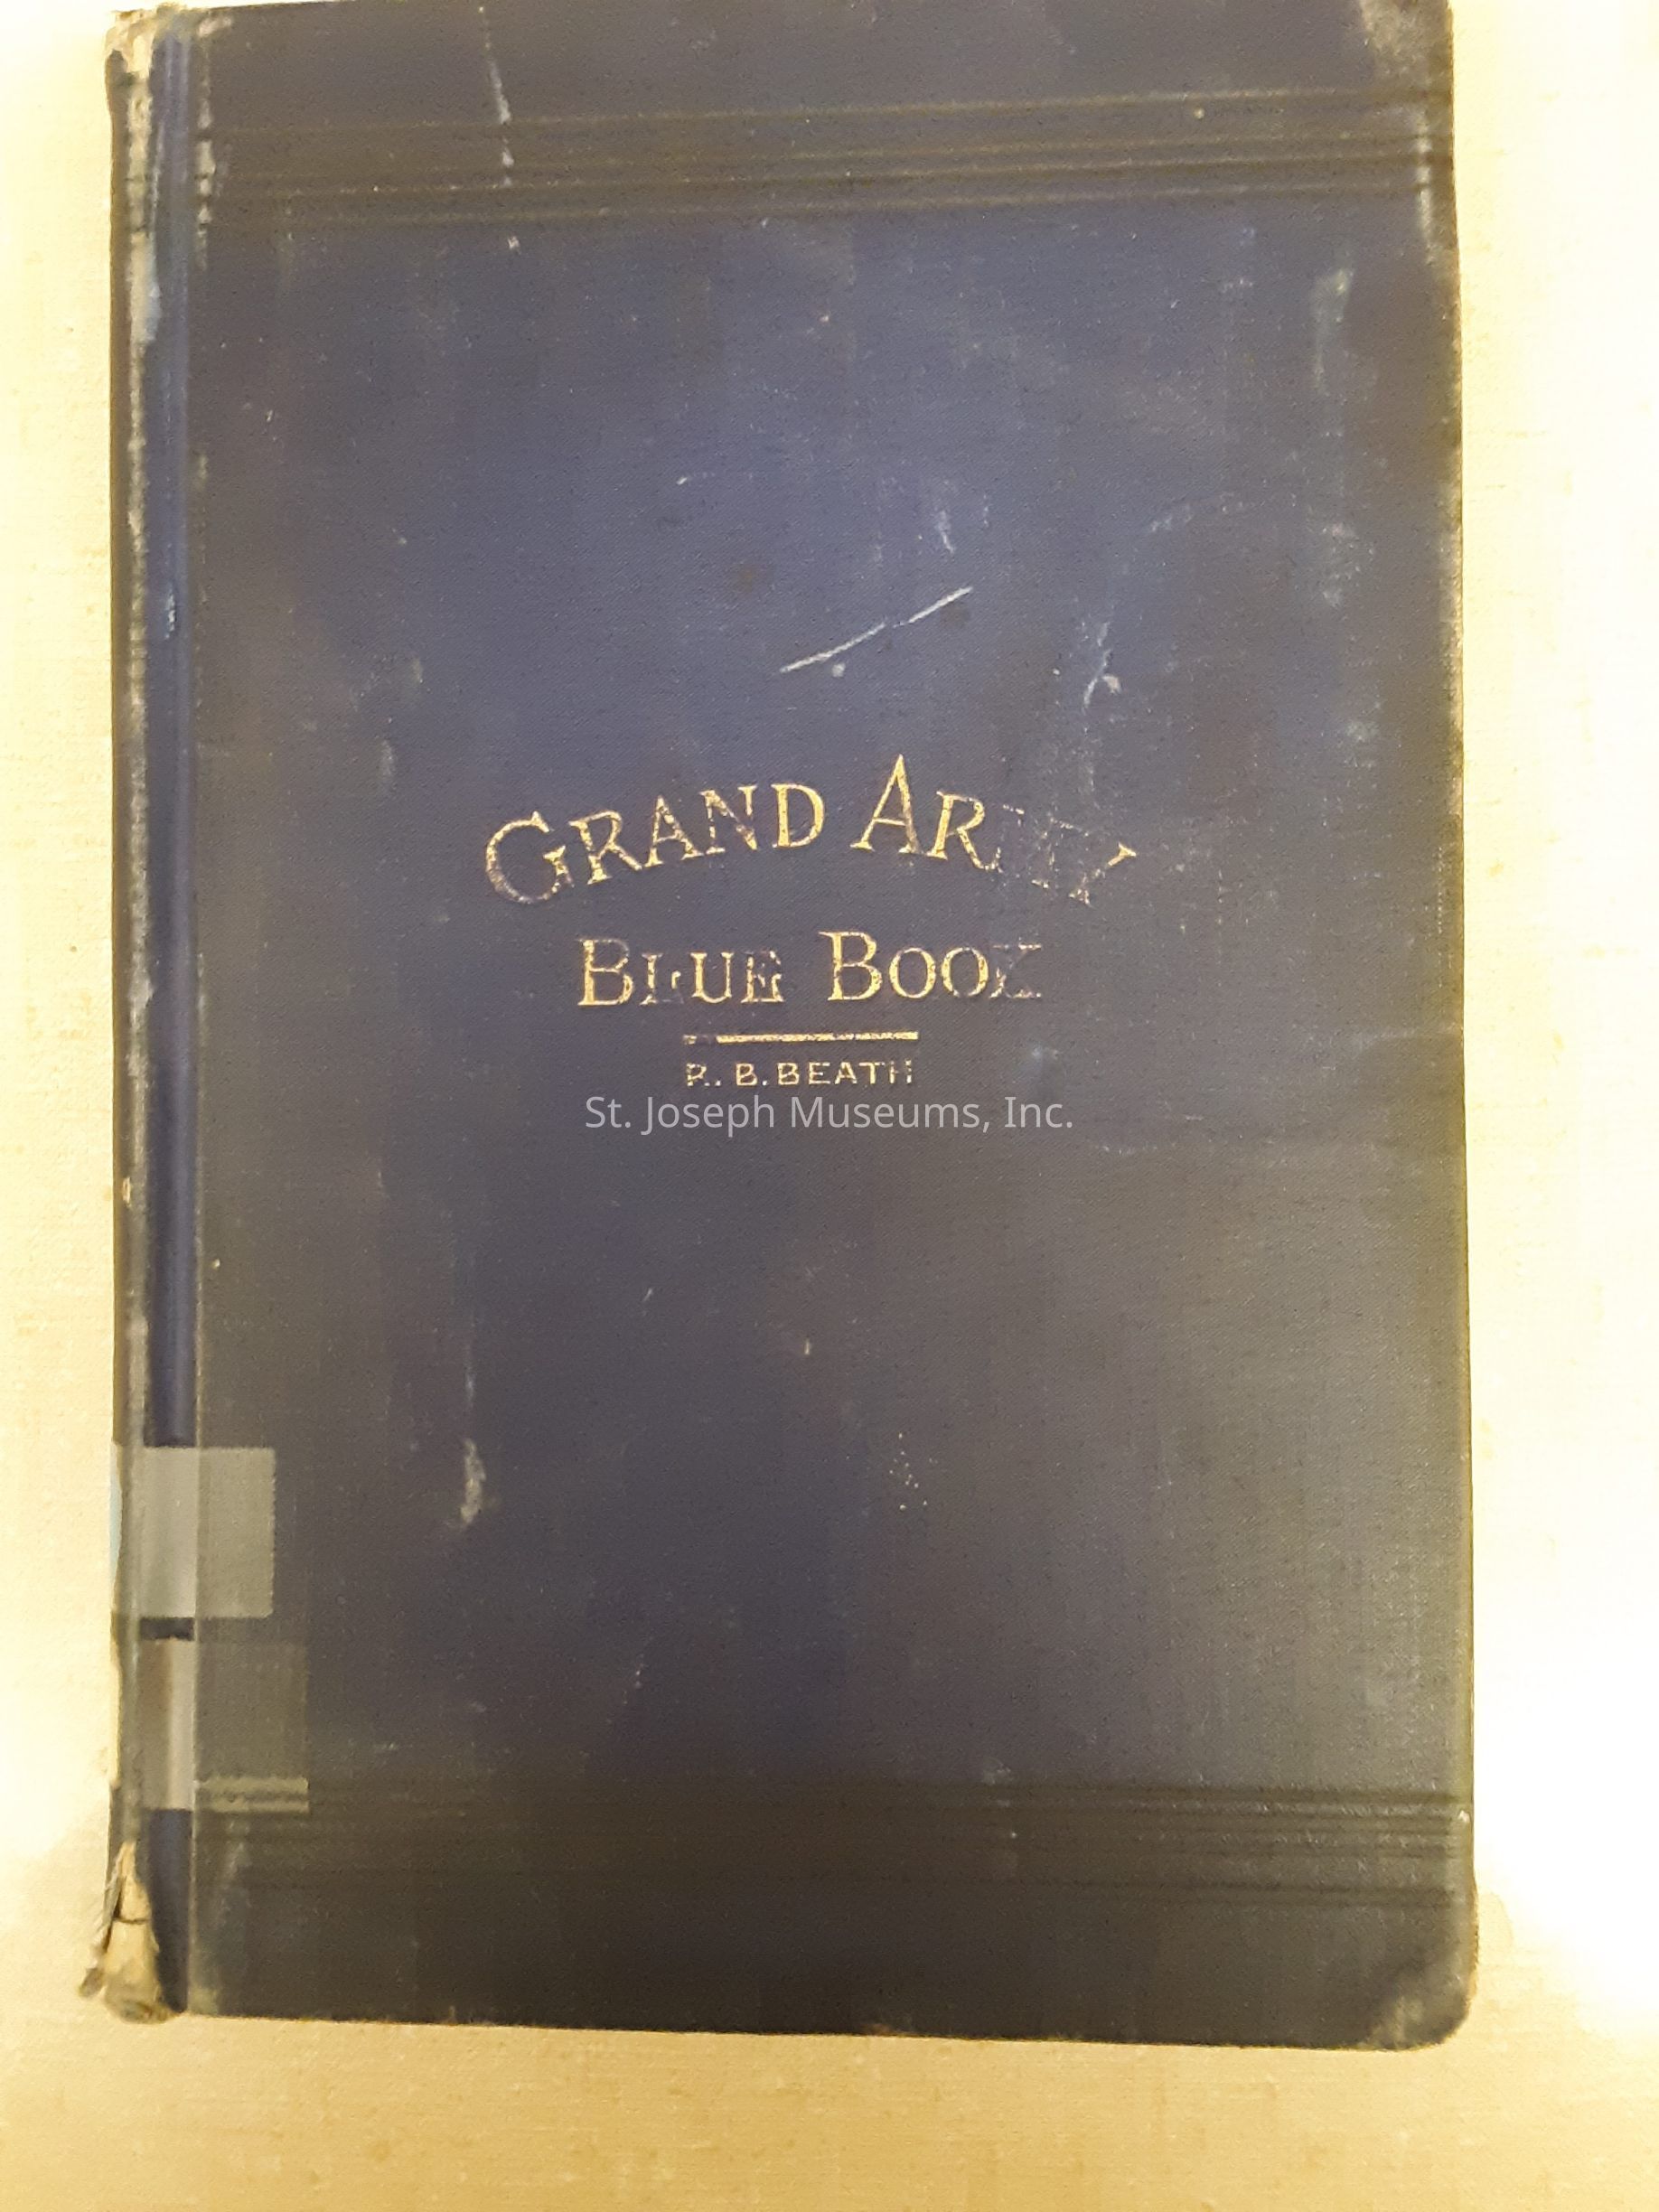 GRAND ARMY
BLUE BOOK
R. B. BEATH
St. Joseph Museums, Inc.